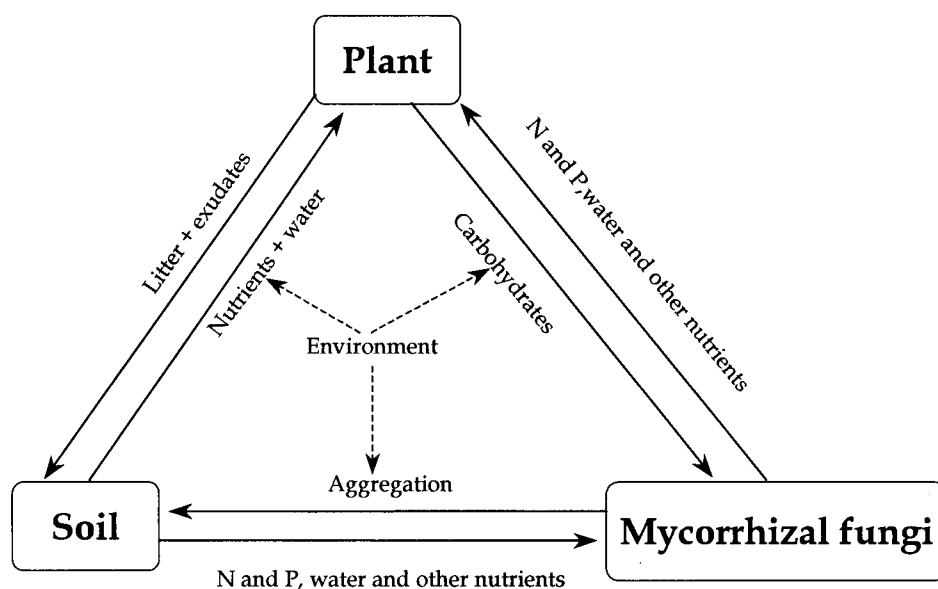 Plant
Litter + exudates
Nutrients + water
Carbohydrates
N and P,water and other nutrients
Environment
Aggregation
Soil
Mycorrhizal fungi
N and P, water and other nutrients